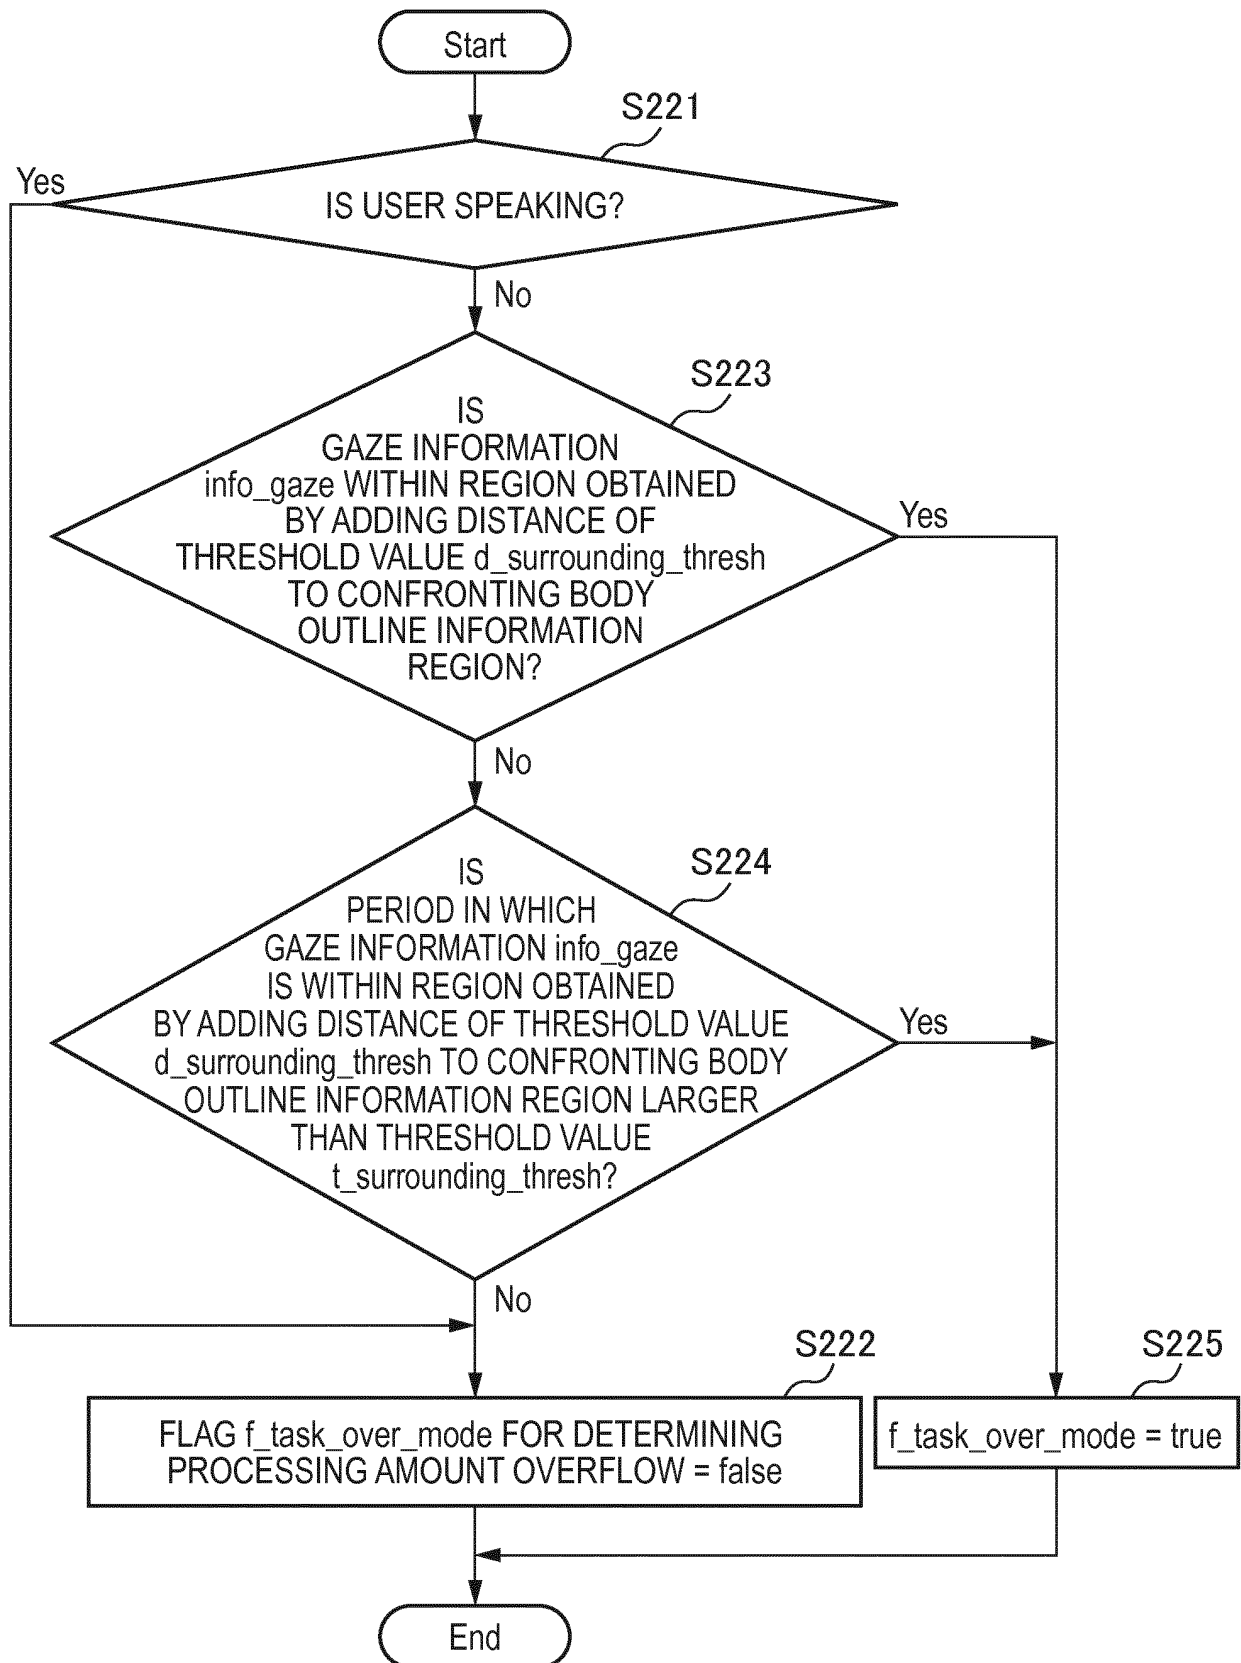 Start
S221
Yes
IS USER SPEAKING?
No
S223
IS
GAZE INFORMATION
info_gaze WITHIN REGION OBTAINED
BY ADDING DISTANCE OF
THRESHOLD VALUE d_surrounding_thresh
TO CONFRONTING BODY
OUTLINE INFORMATION
REGION?
Yes
No
S224
IS
PERIOD IN WHICH
GAZE INFORMATION info_gaze
IS WITHIN REGION OBTAINED
BY ADDING DISTANCE OF THRESHOLD VALUE
d_surrounding_thresh TO CONFRONTING BODY
OUTLINE INFORMATION REGION LARGER
THAN THRESHOLD VALUE
t_surrounding_thresh?
Yes
No
S222
FLAG f_task_over_mode FOR DETERMINING
PROCESSING AMOUNT OVERFLOW = false
S225
f_task_over_mode = true
End